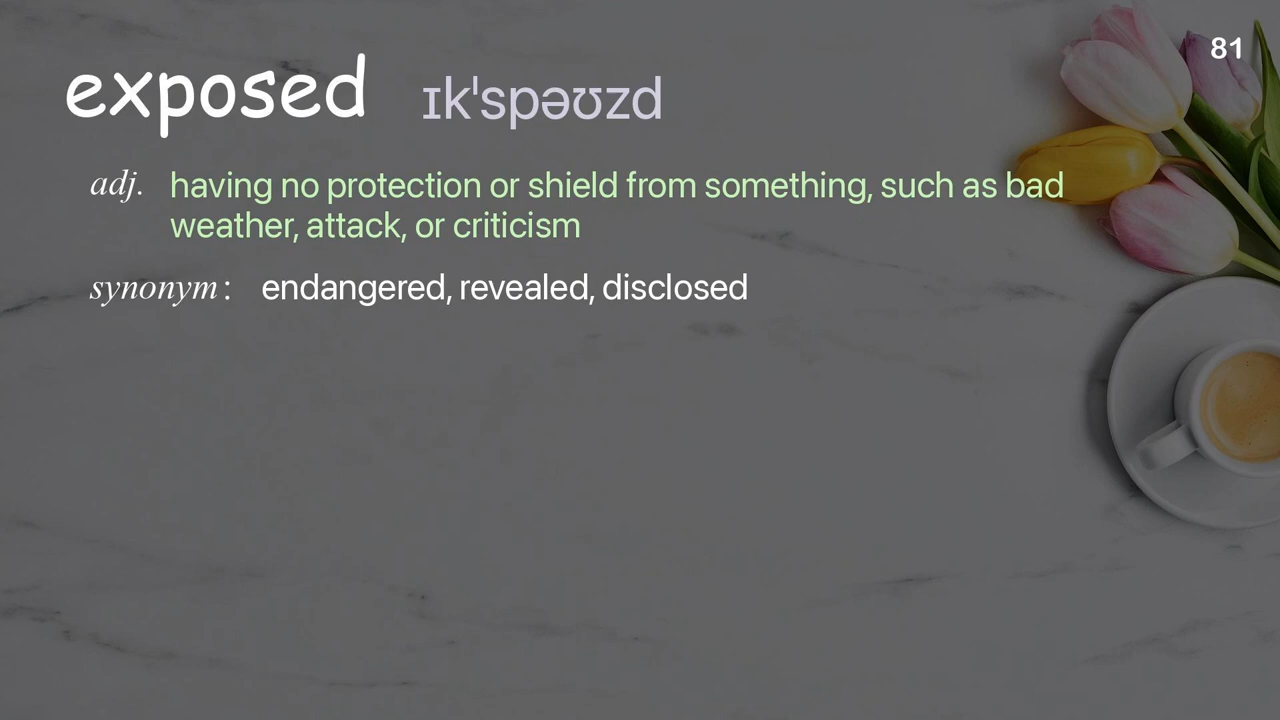 81
exposed ɪkˈspəʊzd
adj. having no protection or shield from something, such as bad
weather, attack, or criticism
synonym: endangered, revealed, disclosed